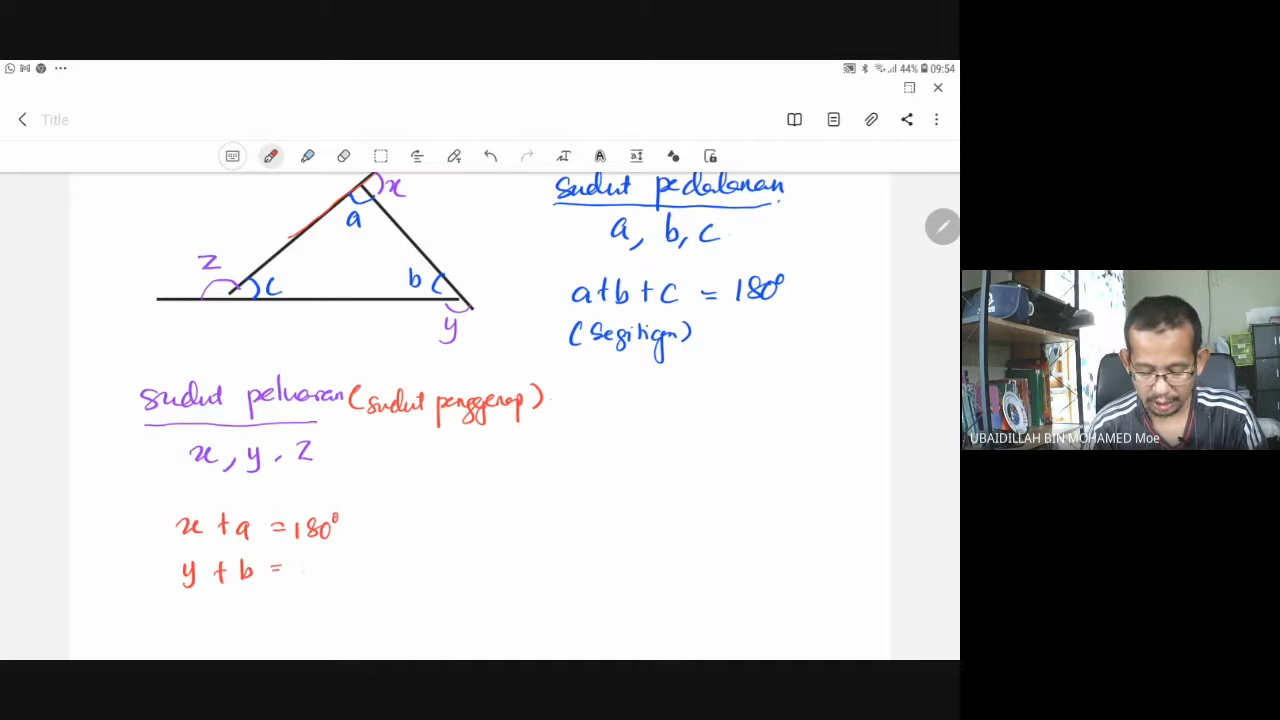 44% 09:54
Title
x
a
z
c
b
y
sudut pedalaman
a, b, c
a+b+c = 180°
(segitiga)
sudut peluaran (sudut penggenap)
x, y, z
x + a = 180°
y + b =
UBAIDILLAH BIN MOHAMED Moe